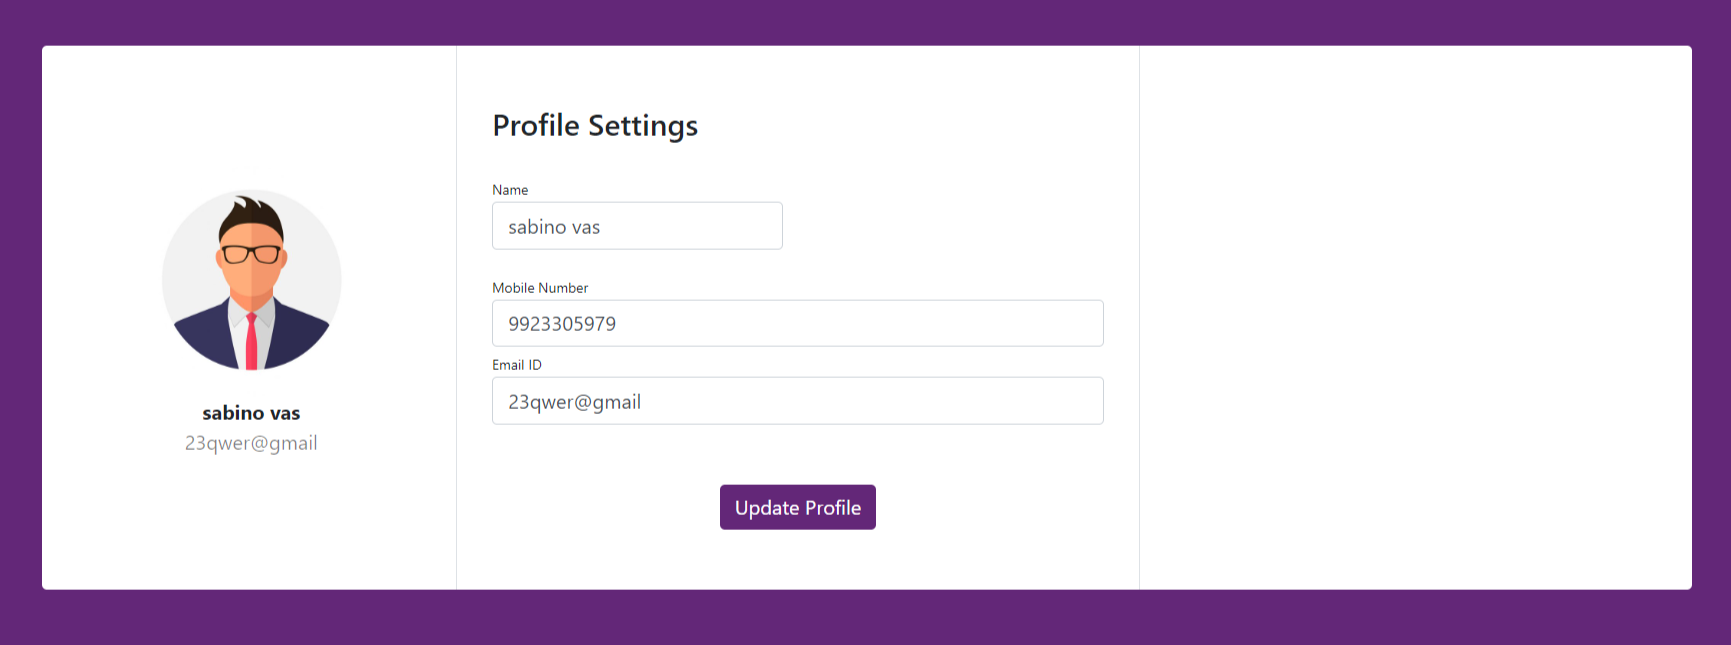 sabino vas
23qwer@gmail
Profile Settings
Name
sabino vas
Mobile Number
9923305979
Email ID
23qwer@gmail
Update Profile